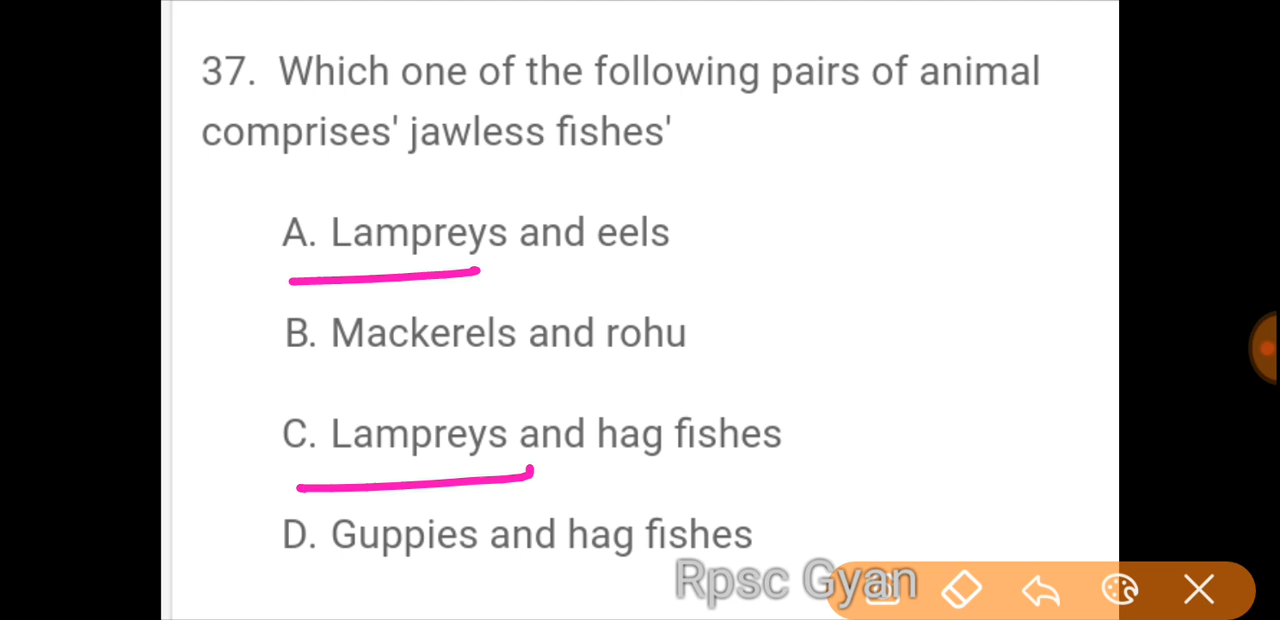 37. Which one of the following pairs of animal
comprises' jawless fishes'
A. Lampreys and eels
B. Mackerels and rohu
C. Lampreys and hag fishes
D. Guppies and hag fishes
Rpsc Gyan